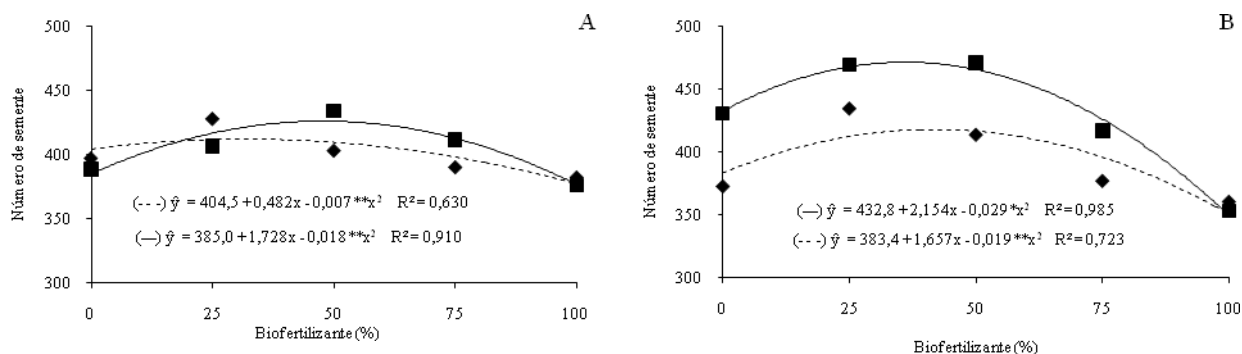 A
500
450
400
350
300
Número de semente
(- - -) ŷ = 404,5 + 0,482x - 0,007**x² R² = 0,630
(—) ŷ = 385,0 + 1,728x - 0,018**x² R² = 0,910
0 25 50 75 100
Biofertilizante (%)
B
500
450
400
350
300
Número de semente
(—) ŷ = 432,8 + 2,154x - 0,029*x² R² = 0,985
(- - -) ŷ = 383,4 + 1,657x - 0,019**x² R² = 0,723
0 25 50 75 100
Biofertilizante (%)